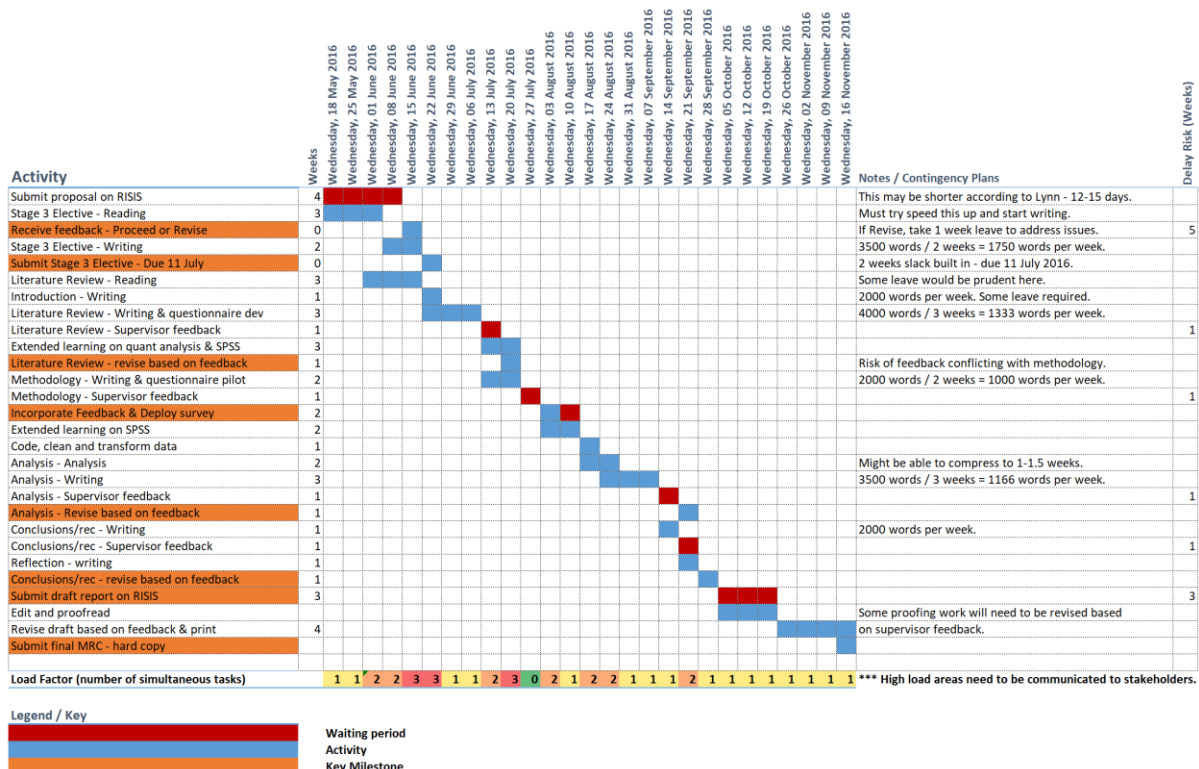 Wednesday, 18 May 2016
Wednesday, 25 May 2016
Wednesday, 01 June 2016
Wednesday, 08 June 2016
Wednesday, 15 June 2016
Wednesday, 22 June 2016
Wednesday, 29 June 2016
Wednesday, 06 July 2016
Wednesday, 13 July 2016
Wednesday, 20 July 2016
Wednesday, 27 July 2016
Wednesday, 03 August 2016
Wednesday, 10 August 2016
Wednesday, 17 August 2016
Wednesday, 24 August 2016
Wednesday, 31 August 2016
Wednesday, 07 September 2016
Wednesday, 14 September 2016
Wednesday, 21 September 2016
Wednesday, 28 September 2016
Wednesday, 05 October 2016
Wednesday, 12 October 2016
Wednesday, 19 October 2016
Wednesday, 26 October 2016
Wednesday, 02 November 2016
Wednesday, 09 November 2016
Wednesday, 16 November 2016
Activity Weeks Notes / Contingency Plans Delay Risk (Weeks)
Submit proposal on RISIS 4 This may be shorter according to Lynn - 12-15 days.
Stage 3 Elective - Reading 3 Must try speed this up and start writing.
Receive feedback - Proceed or Revise 0 If Revise, take 1 week leave to address issues. 5
Stage 3 Elective - Writing 2 3500 words / 2 weeks = 1750 words per week.
Submit Stage 3 Elective - Due 11 July 0 2 weeks slack built in - due 11 July 2016.
Literature Review - Reading 3 Some leave would be prudent here.
Introduction - Writing 1 2000 words per week. Some leave required.
Literature Review - Writing & questionnaire dev 3 4000 words / 3 weeks = 1333 words per week.
Literature Review - Supervisor feedback 1 1
Extended learning on quant analysis & SPSS 3
Literature Review - revise based on feedback 1 Risk of feedback conflicting with methodology.
Methodology - Writing & questionnaire pilot 2 2000 words / 2 weeks = 1000 words per week.
Methodology - Supervisor feedback 1 1
Incorporate Feedback & Deploy survey 2
Extended learning on SPSS 2
Code, clean and transform data 1
Analysis - Analysis 2 Might be able to compress to 1-1.5 weeks.
Analysis - Writing 3 3500 words / 3 weeks = 1166 words per week.
Analysis - Supervisor feedback 1 1
Analysis - Revise based on feedback 1
Conclusions/rec - Writing 1 2000 words per week.
Conclusions/rec - Supervisor feedback 1 1
Reflection - writing 1
Conclusions/rec - revise based on feedback 1
Submit draft report on RISIS 3 3
Edit and proofread Some proofing work will need to be revised based
Revise draft based on feedback & print 4 on supervisor feedback.
Submit final MRC - hard copy
Load Factor (number of simultaneous tasks) 1 1 2 2 3 3 1 1 2 3 0 2 1 2 2 1 1 1 2 1 1 1 1 1 1 1 1 *** High load areas need to be communicated to stakeholders.
Legend / Key
Waiting period
Activity
Key Milestone